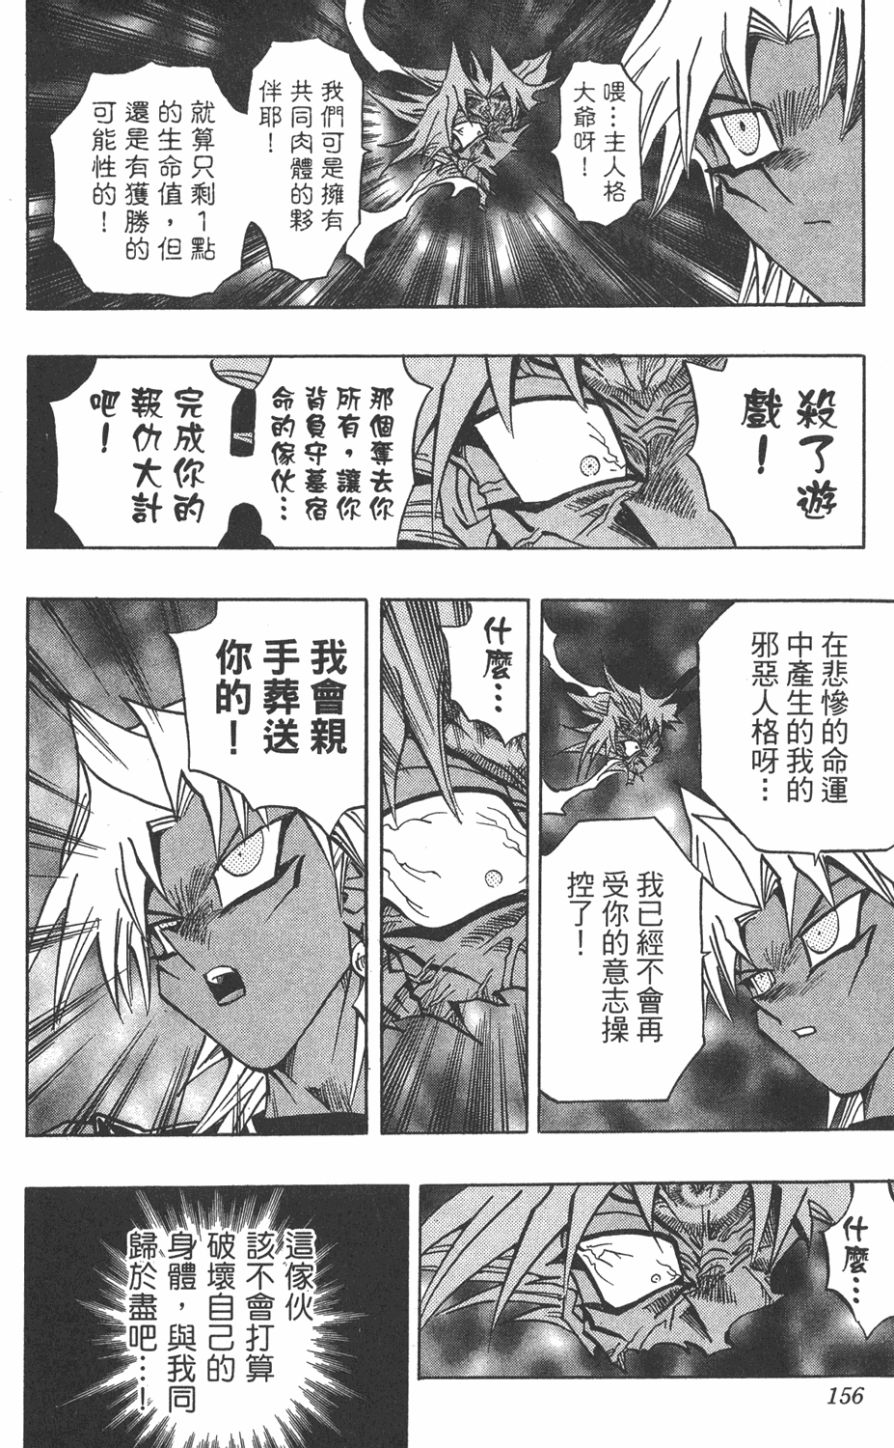 喂…主人格
大爺呀！
我們可是擁有
共同肉體的夥
伴耶！
就算只剩1點
的生命值，但
還是有獲勝的
可能性的！
殺了遊
戲！
那個奪去你
所有，讓你
背負守墓宿
命的傢伙…
完成你的
報仇大計
吧！
在悲慘的命運
中產生的我的
邪惡人格呀…
我已經不會再
受你的意志操
控了！
什麼…
我會親
手葬送
你的！
什麼…
這傢伙
該不會打算
破壞自己的
身體，與我同
歸於盡吧…！
156